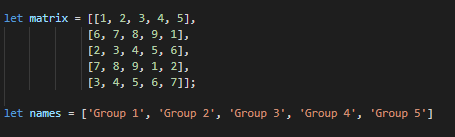 let matrix = [[1, 2, 3, 4, 5],
[6, 7, 8, 9, 1],
[2, 3, 4, 5, 6],
[7, 8, 9, 1, 2],
[3, 4, 5, 6, 7]];
let names = ['Group 1', 'Group 2', 'Group 3', 'Group 4', 'Group 5']